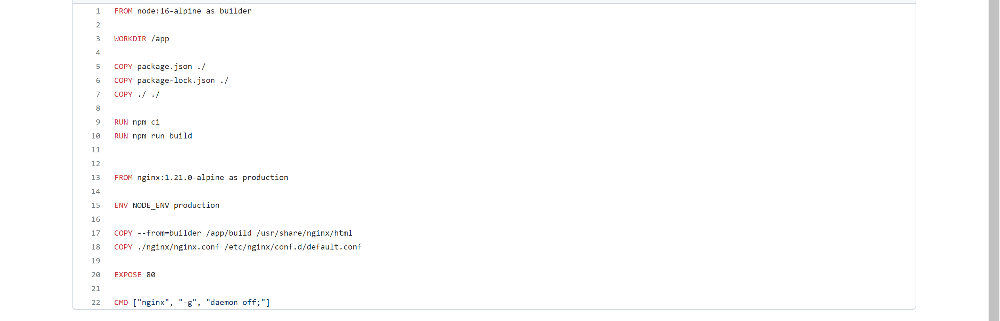 1 FROM node:16-alpine as builder
2
3 WORKDIR /app
4
5 COPY package.json ./
6 COPY package-lock.json ./
7 COPY ./ ./
8
9 RUN npm ci
10 RUN npm run build
11
12
13 FROM nginx:1.21.0-alpine as production
14
15 ENV NODE_ENV production
16
17 COPY --from=builder /app/build /usr/share/nginx/html
18 COPY ./nginx/nginx.conf /etc/nginx/conf.d/default.conf
19
20 EXPOSE 80
21
22 CMD ["nginx", "-g", "daemon off;"]